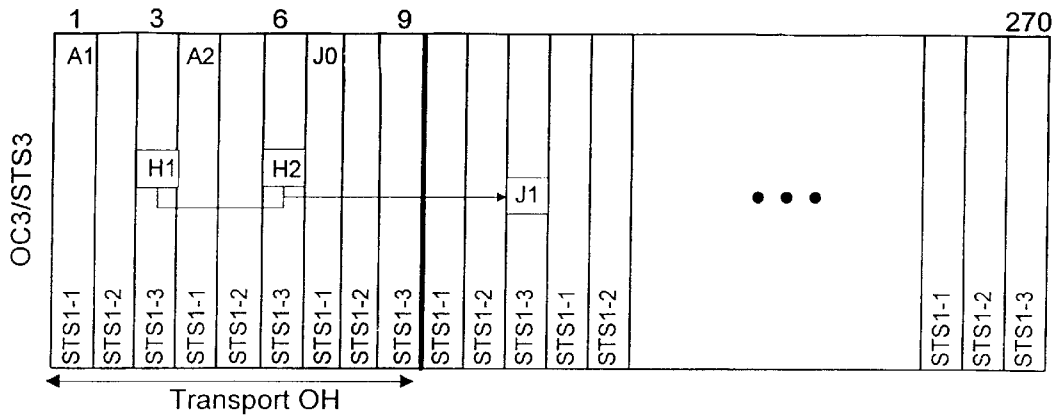 1 3 6 9 270
A1 A2 J0
H1 H2
J1
OC3/STS3
STS1-1 STS1-2 STS1-3 STS1-1 STS1-2 STS1-3 STS1-1 STS1-2 STS1-3 STS1-1 STS1-2 STS1-3 STS1-1 STS1-2 STS1-1 STS1-2 STS1-3
Transport OH